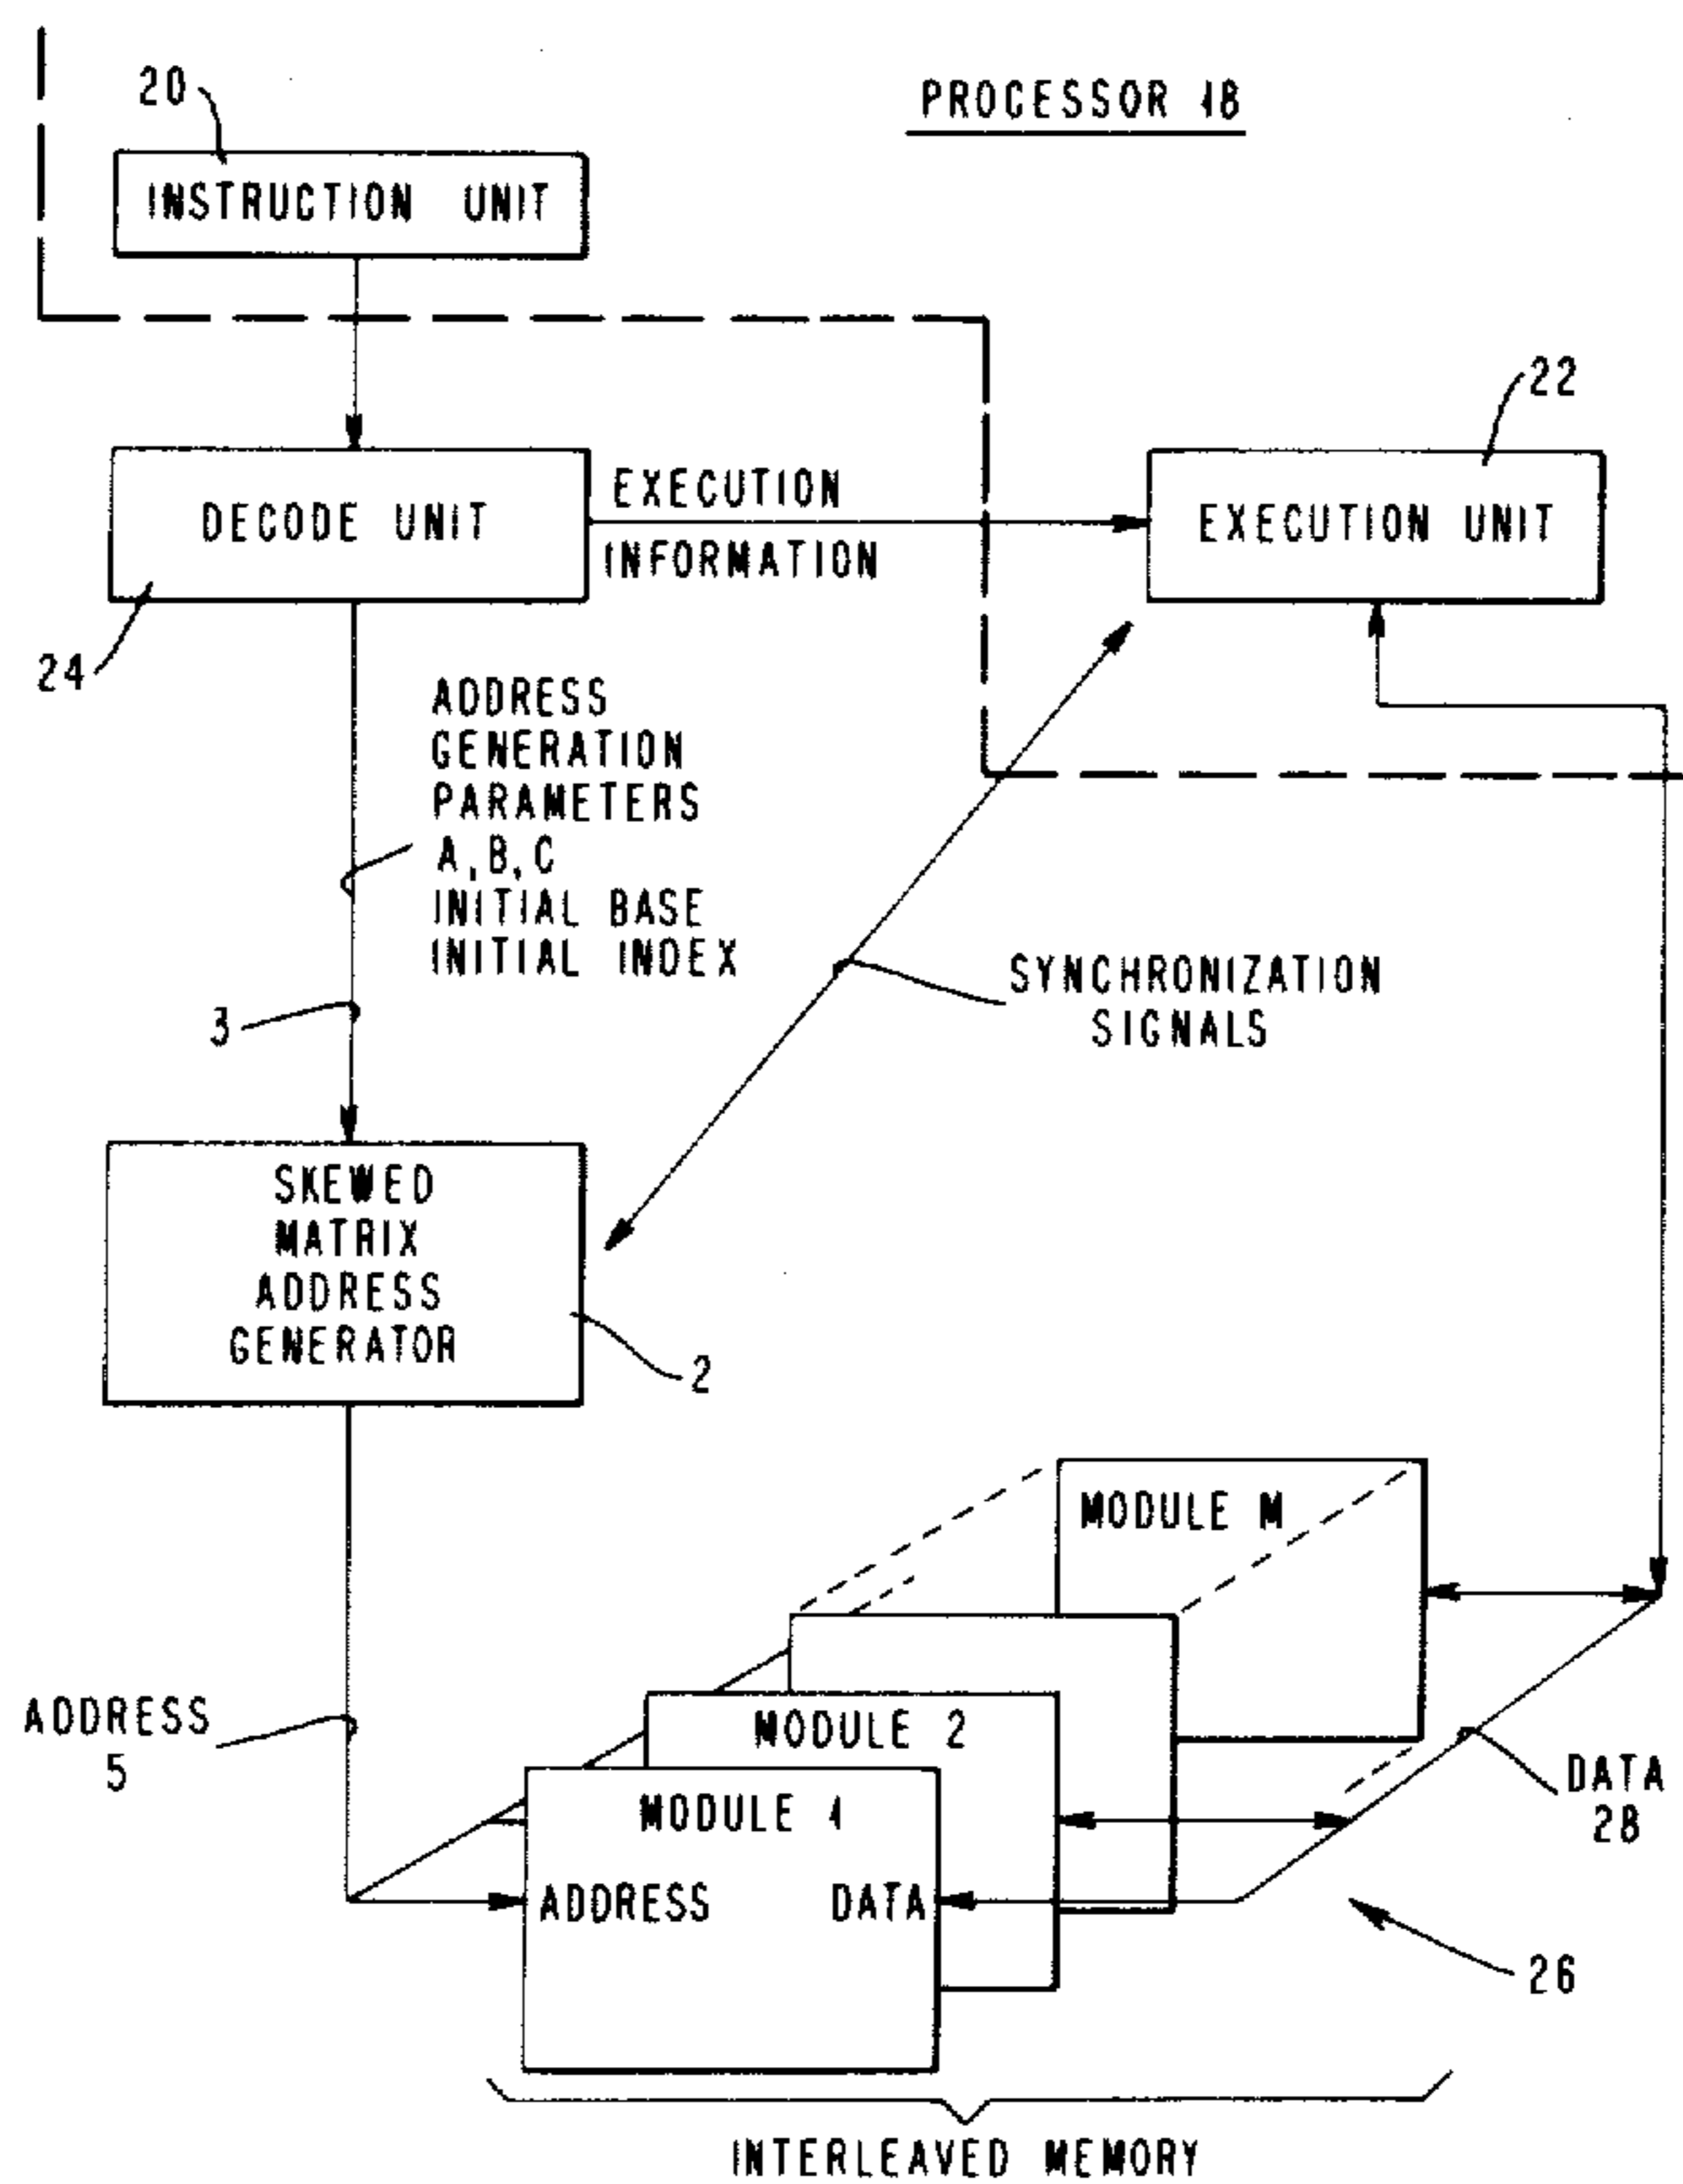 20
PROCESSOR 18
INSTRUCTION UNIT
22
DECODE UNIT
EXECUTION
INFORMATION
EXECUTION UNIT
24
ADDRESS
GENERATION
PARAMETERS
A,B,C
INITIAL BASE
INITIAL INDEX
SYNCHRONIZATION
SIGNALS
3
SKEWED
MATRIX
ADDRESS
GENERATOR
2
MODULE M
ADDRESS
5
MODULE 2
DATA
28
MODULE 1
ADDRESS DATA
26
INTERLEAVED MEMORY